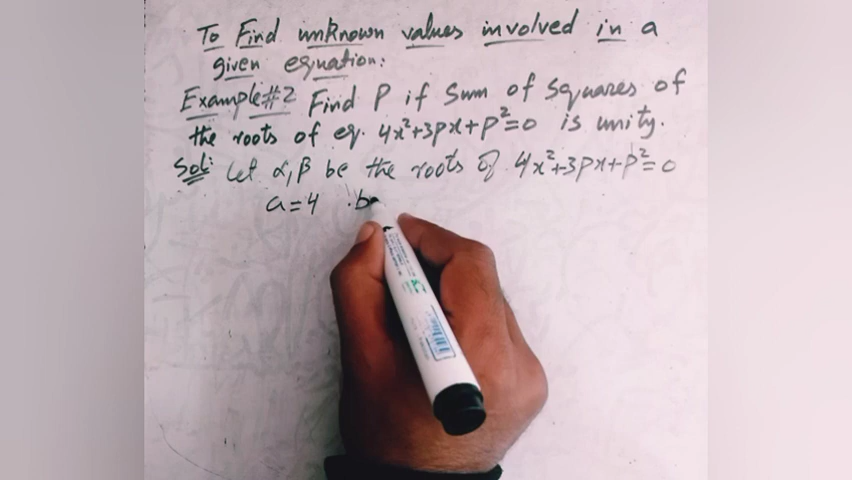 To Find unknown values involved in a
given equation:
Example#2 Find P if Sum of Squares of
the roots of eq. 4x²+3px+p²=0 is unity.
Sol: Let α,β be the roots of 4x²+3px+p²=0
a=4 b